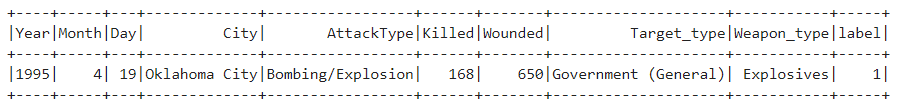 +----+-----+---+-------------+-----------------+------+-------+--------------------+-----------+-----+
|Year|Month|Day|         City|       AttackType|Killed|Wounded|         Target_type|Weapon_type|label|
+----+-----+---+-------------+-----------------+------+-------+--------------------+-----------+-----+
|1995|    4| 19|Oklahoma City|Bombing/Explosion|   168|    650|Government (General)| Explosives|    1|
+----+-----+---+-------------+-----------------+------+-------+--------------------+-----------+-----+